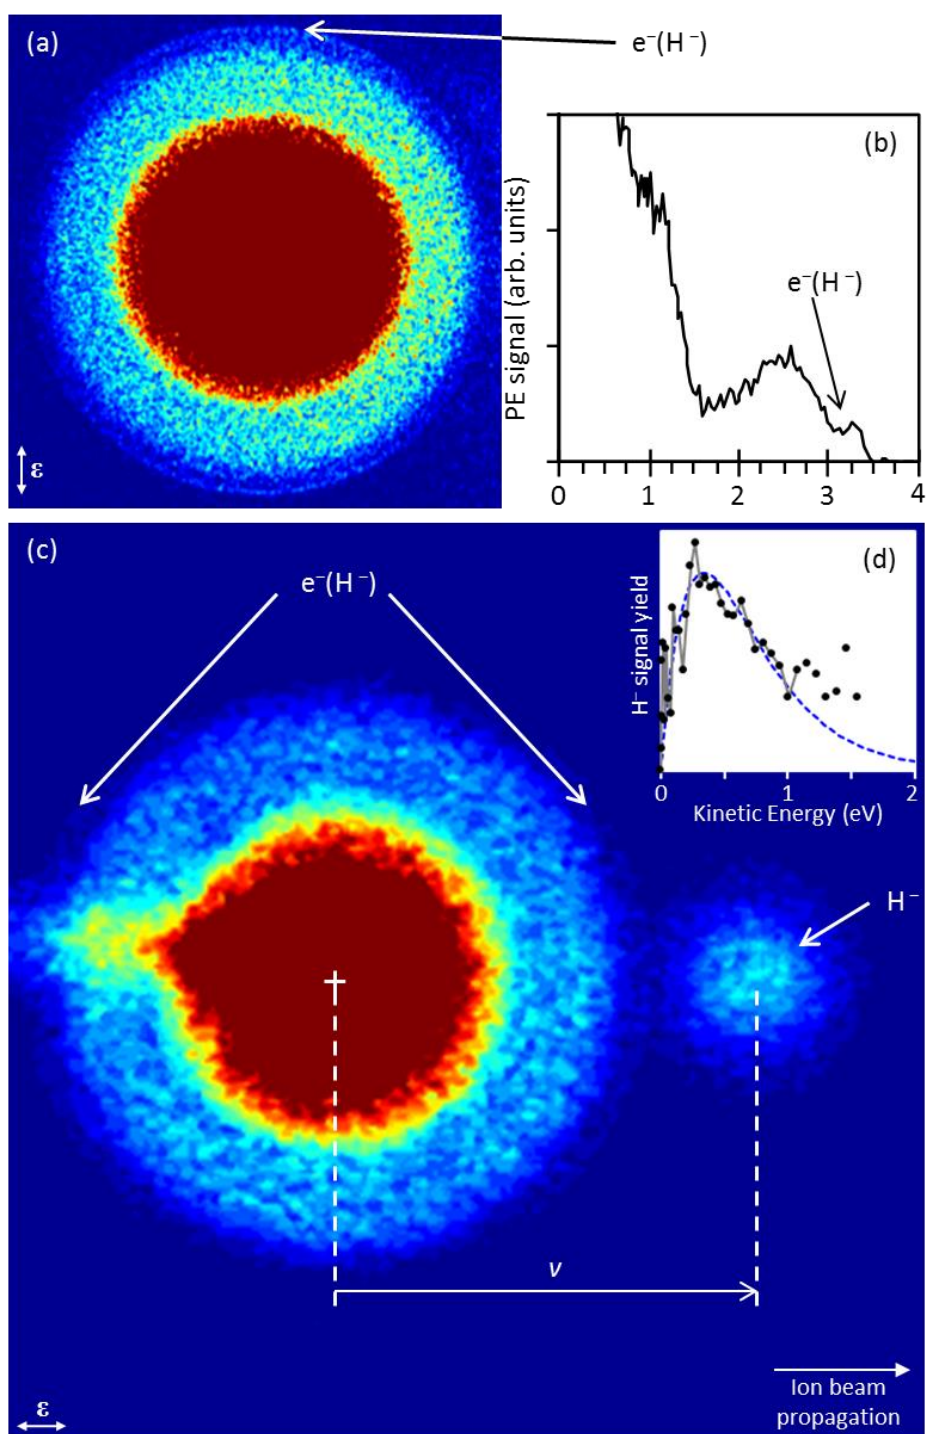 (a)
e⁻(H⁻)
(b)
PE signal (arb. units)
e⁻(H⁻)
ε
0 1 2 3 4
(c)
e⁻(H⁻)
(d)
H⁻ signal yield
0 1 2
Kinetic Energy (eV)
H⁻
v
Ion beam
propagation
ε